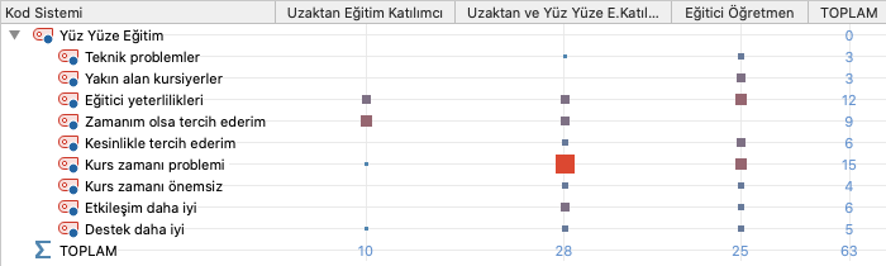 Kod Sistemi Uzaktan Eğitim Katılımcı Uzaktan ve Yüz Yüze E.Katıl... Eğitici Öğretmen TOPLAM
Yüz Yüze Eğitim 0
Teknik problemler 3
Yakın alan kursiyerler 3
Eğitici yeterlilikleri 12
Zamanım olsa tercih ederim 9
Kesinlikle tercih ederim 6
Kurs zamanı problemi 15
Kurs zamanı önemsiz 4
Etkileşim daha iyi 6
Destek daha iyi 5
Σ TOPLAM 10 28 25 63